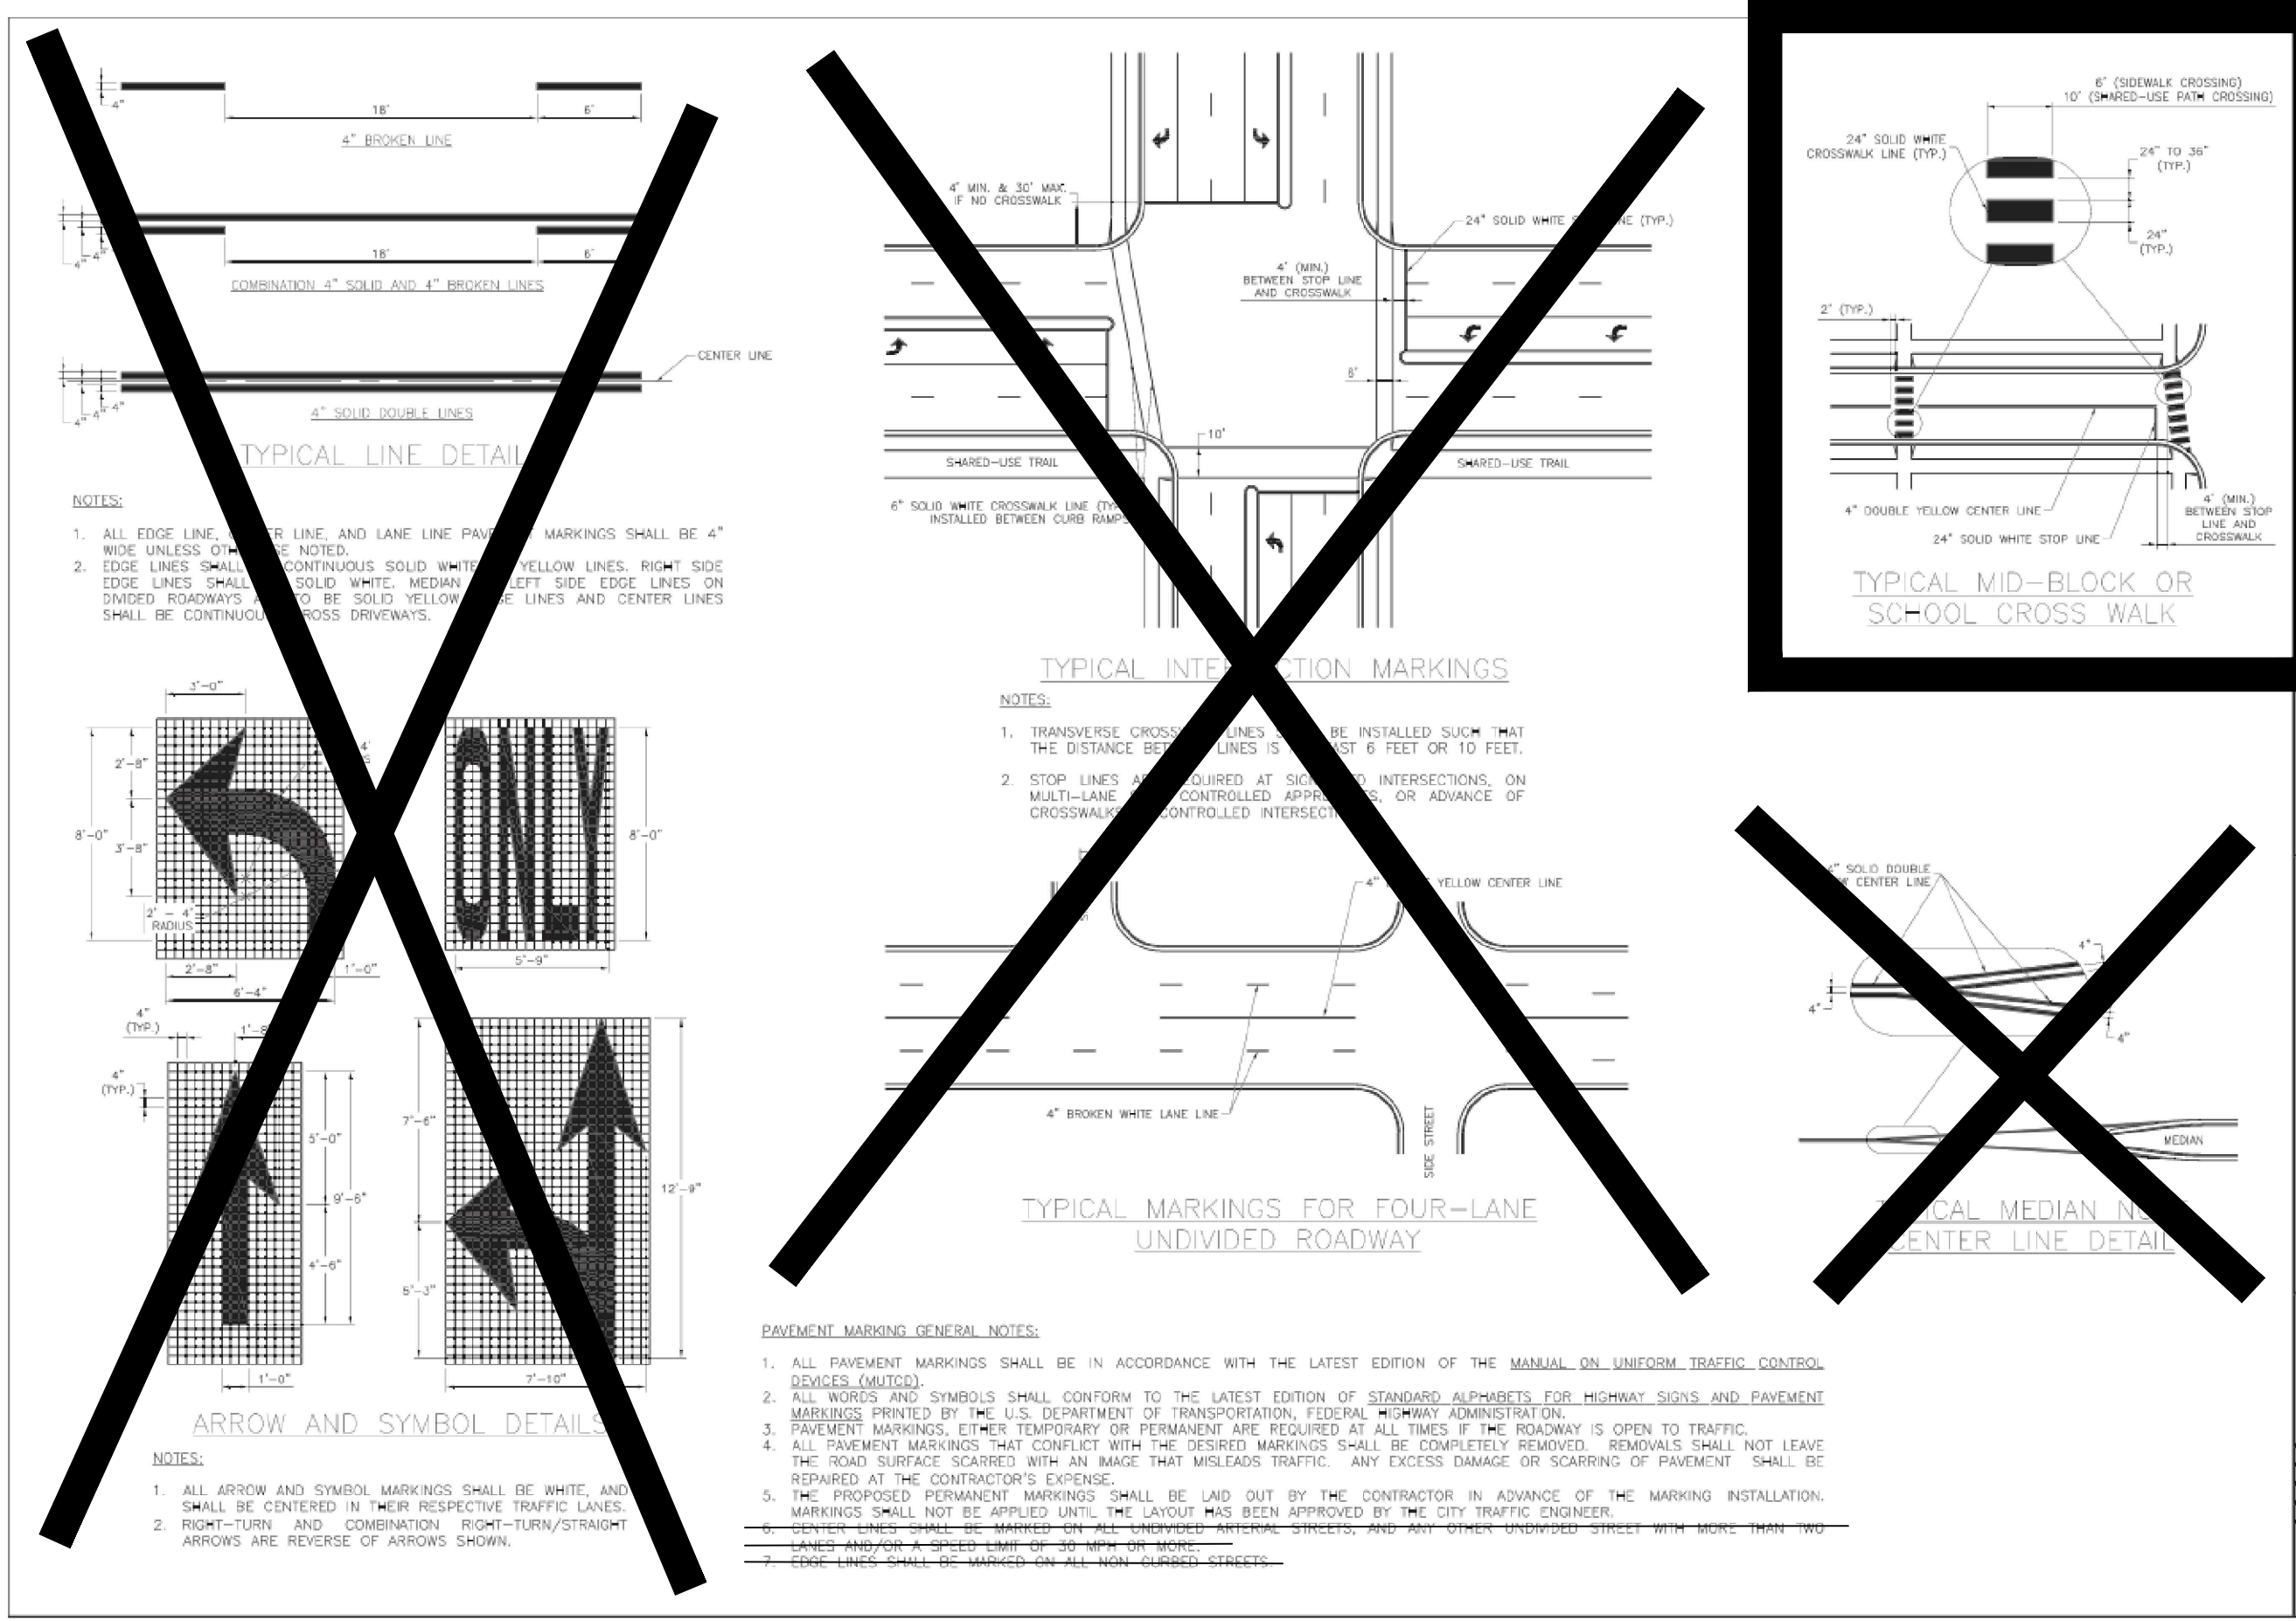 4"
18'
6'
4" BROKEN LINE
4"
4"
18'
6'
COMBINATION 4" SOLID AND 4" BROKEN LINES
CENTER LINE
4"
4"
4"
4" SOLID DOUBLE LINES
TYPICAL LINE DETAIL
NOTES:
1. ALL EDGE LINE, LINE, AND LANE LINE MARKINGS SHALL BE 4"
WIDE UNLESS NOTED.
2. EDGE LINES SHALL CONTINUOUS SOLID WHITE YELLOW LINES. RIGHT SIDE
EDGE LINES SHALL SOLID WHITE. MEDIAN LEFT SIDE EDGE LINES ON
DIVIDED ROADWAYS TO BE SOLID YELLOW. LINES AND CENTER LINES
SHALL BE DRIVEWAYS.
3'-0"
2'-8"
8'-0"
3'-8"
2' - 4"
RADIUS
2'-8"
1'-0"
6'-4"
ONLY
8'-0"
5'-9"
4"
(TYP.)
4"
(TYP.)
5'-0"
9'-6"
4'-6"
1'-0"
7'-6"
12'-9"
5'-3"
7'-10"
ARROW AND SYMBOL DETAILS
NOTES:
1. ALL ARROW AND SYMBOL MARKINGS SHALL BE WHITE, AND
SHALL BE CENTERED IN THEIR RESPECTIVE TRAFFIC LANES.
2. RIGHT-TURN AND COMBINATION RIGHT-TURN/STRAIGHT
ARROWS ARE REVERSE OF ARROWS SHOWN.
4' MIN. & 30' MAX.
IF NO CROSSWALK
24" SOLID WHITE LINE (TYP.)
4' (MIN.)
BETWEEN STOP LINE
AND CROSSWALK
6'
10'
SHARED-USE TRAIL
SHARED-USE TRAIL
6" SOLID WHITE CROSSWALK LINE
INSTALLED BETWEEN CURB RAMPS
TYPICAL INTERSECTION MARKINGS
NOTES:
1. TRANSVERSE LINES BE INSTALLED SUCH THAT
THE DISTANCE LINES IS 6 FEET OR 10 FEET.
2. STOP LINES REQUIRED AT INTERSECTIONS, ON
MULTI-LANE CONTROLLED OR ADVANCE OF
CROSSWALKS CONTROLLED
4" YELLOW CENTER LINE
4" BROKEN WHITE LANE LINE
SIDE STREET
TYPICAL MARKINGS FOR FOUR-LANE
UNDIVIDED ROADWAY
6' (SIDEWALK CROSSING)
10' (SHARED-USE PATH CROSSING)
24" SOLID WHITE
CROSSWALK LINE (TYP.)
24" TO 36"
(TYP.)
24"
(TYP.)
2' (TYP.)
4" DOUBLE YELLOW CENTER LINE
24" SOLID WHITE STOP LINE
4' (MIN.)
BETWEEN STOP
LINE AND
CROSSWALK
TYPICAL MID-BLOCK OR
SCHOOL CROSS WALK
4" SOLID DOUBLE
CENTER LINE
4"
4"
4"
MEDIAN
TYPICAL MEDIAN
CENTER LINE DETAIL
PAVEMENT MARKING GENERAL NOTES:
1. ALL PAVEMENT MARKINGS SHALL BE IN ACCORDANCE WITH THE LATEST EDITION OF THE MANUAL ON UNIFORM TRAFFIC CONTROL
DEVICES (MUTCD).
2. ALL WORDS AND SYMBOLS SHALL CONFORM TO THE LATEST EDITION OF STANDARD ALPHABETS FOR HIGHWAY SIGNS AND PAVEMENT
MARKINGS PRINTED BY THE U.S. DEPARTMENT OF TRANSPORTATION, FEDERAL HIGHWAY ADMINISTRATION.
3. PAVEMENT MARKINGS, EITHER TEMPORARY OR PERMANENT ARE REQUIRED AT ALL TIMES IF THE ROADWAY IS OPEN TO TRAFFIC.
4. ALL PAVEMENT MARKINGS THAT CONFLICT WITH THE DESIRED MARKINGS SHALL BE COMPLETELY REMOVED. REMOVALS SHALL NOT LEAVE
THE ROAD SURFACE SCARRED WITH AN IMAGE THAT MISLEADS TRAFFIC. ANY EXCESS DAMAGE OR SCARRING OF PAVEMENT SHALL BE
REPAIRED AT THE CONTRACTOR'S EXPENSE.
5. THE PROPOSED PERMANENT MARKINGS SHALL BE LAID OUT BY THE CONTRACTOR IN ADVANCE OF THE MARKING INSTALLATION.
MARKINGS SHALL NOT BE APPLIED UNTIL THE LAYOUT HAS BEEN APPROVED BY THE CITY TRAFFIC ENGINEER.
6. CENTER LINES SHALL BE MARKED ON ALL UNDIVIDED ARTERIAL STREETS, AND ANY OTHER UNDIVIDED STREET WITH MORE THAN TWO
LANES AND/OR A SPEED LIMIT OF 30 MPH OR MORE.
7. EDGE LINES SHALL BE MARKED ON ALL NON CURBED STREETS.